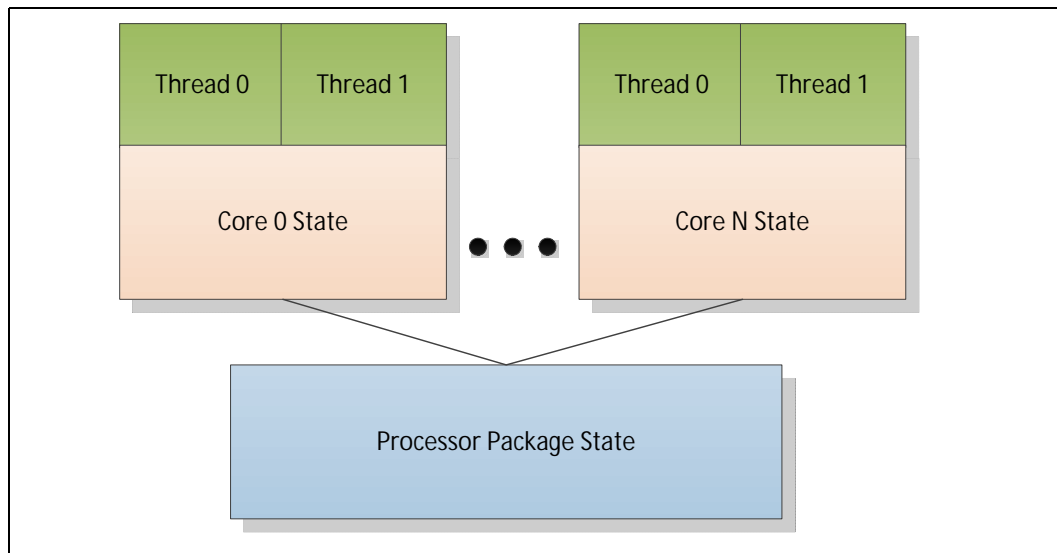 Thread 0
Thread 1
Thread 0
Thread 1
Core 0 State
Core N State
Processor Package State